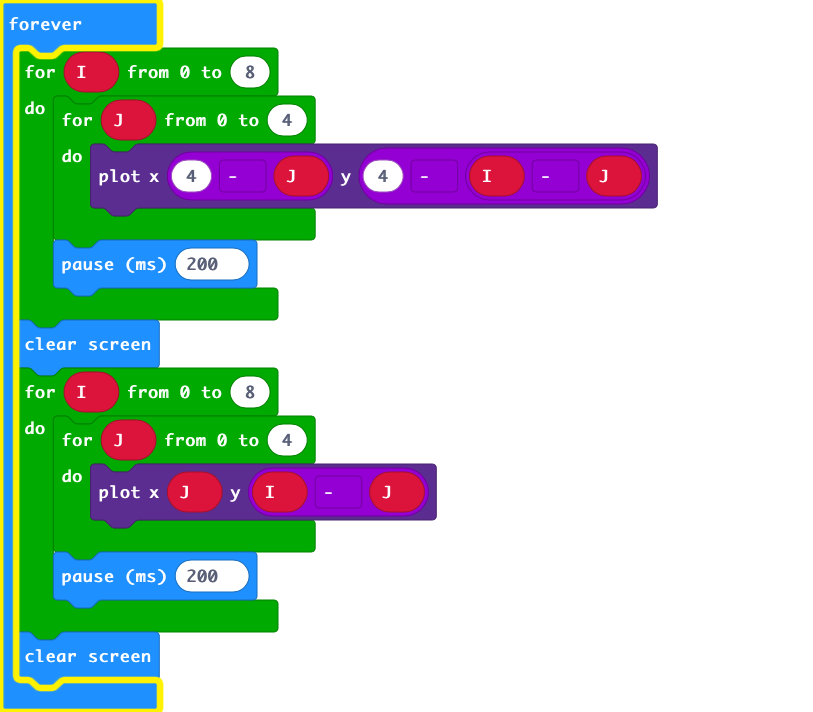 forever
for I from 0 to 8
do
for J from 0 to 4
do
plot x 4 - J y 4 - I - J
pause (ms) 200
clear screen
for I from 0 to 8
do
for J from 0 to 4
do
plot x J y I - J
pause (ms) 200
clear screen